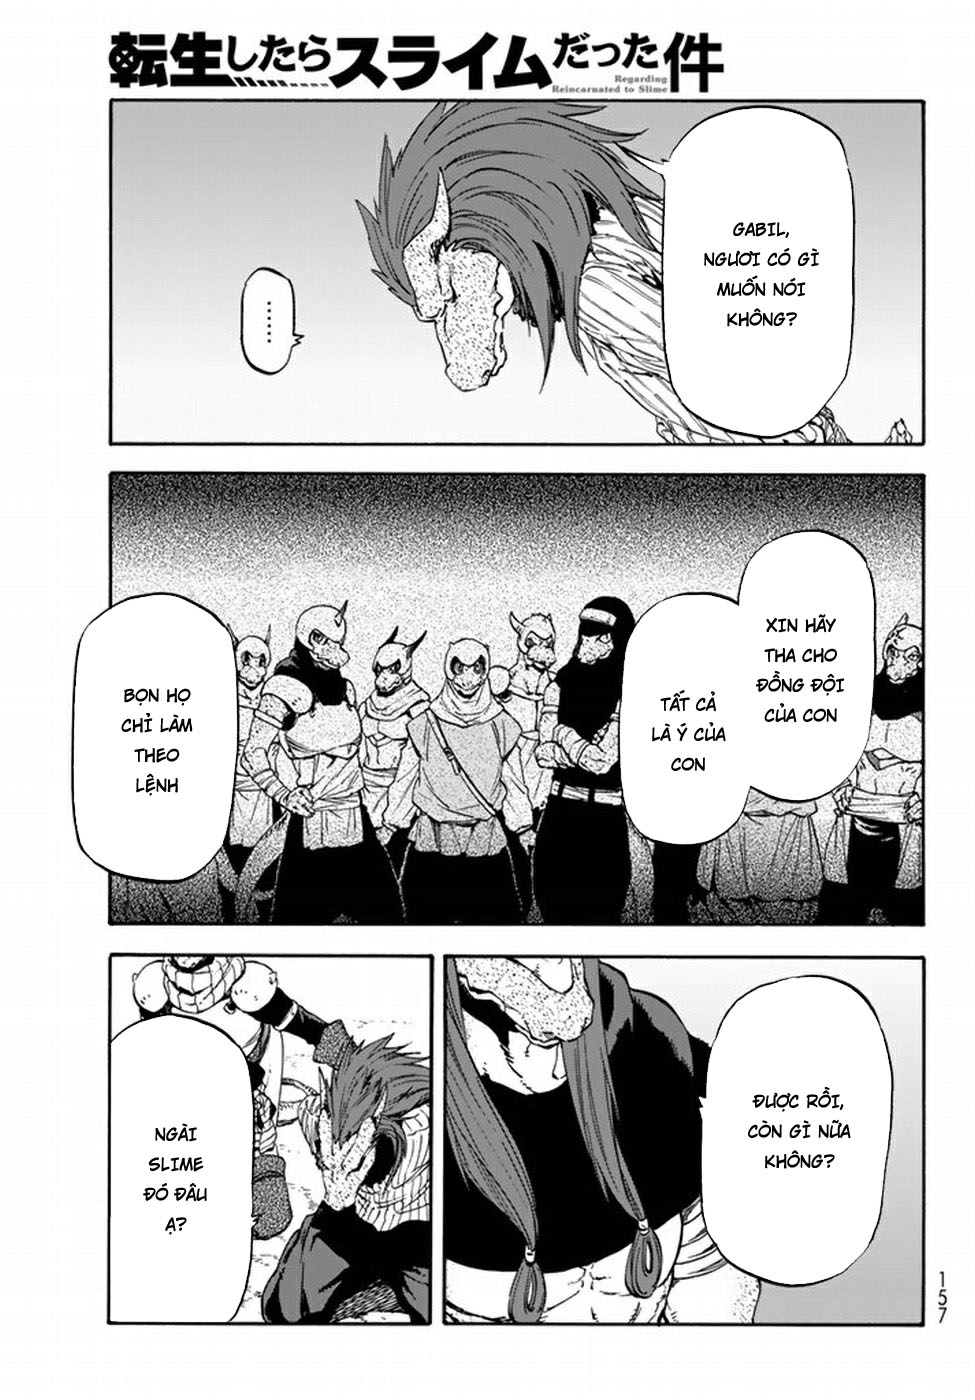 転生したらスライムだった件
Regarding
Reincarnated to Slime
GABIL,
NGƯƠI CÓ GÌ
MUỐN NÓI
KHÔNG?
......
XIN HÃY
THA CHO
ĐỒNG ĐỘI
CỦA CON
TẤT CẢ
LÀ Ý CỦA
CON
BỌN HỌ
CHỈ LÀM
THEO
LỆNH
ĐƯỢC RỒI,
CÒN GÌ NỮA
KHÔNG?
NGÀI
SLIME
ĐÓ ĐÂU
Ạ?
157